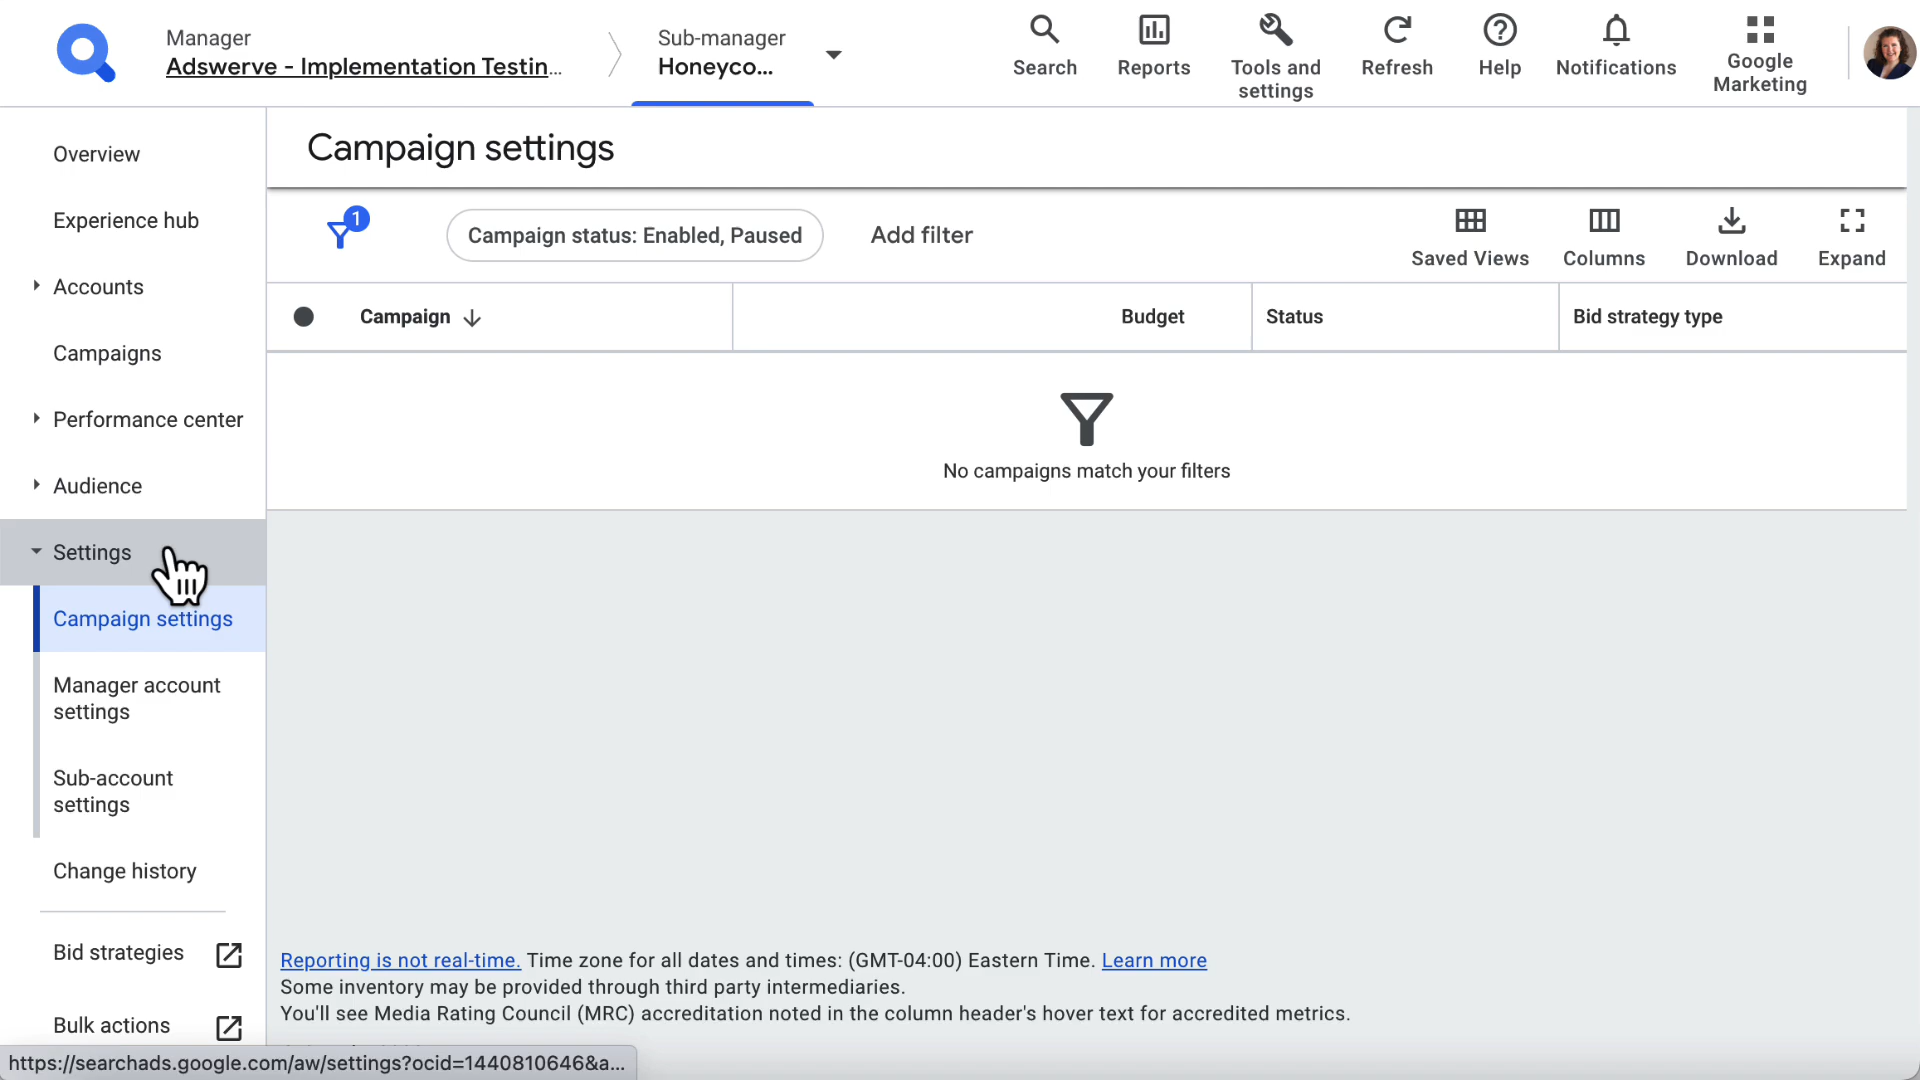 Manager
Adswerve - Implementation Testin...
Sub-manager
Honeyco...
Search
Reports
Tools and
settings
Refresh
Help
Notifications
Google
Marketing
Overview
Experience hub
Accounts
Campaigns
Performance center
Audience
Settings
Campaign settings
Manager account
settings
Sub-account
settings
Change history
Bid strategies
Bulk actions
Campaign settings
1
Campaign status: Enabled, Paused
Add filter
Saved Views
Columns
Download
Expand
Campaign
Budget
Status
Bid strategy type
No campaigns match your filters
Reporting is not real-time. Time zone for all dates and times: (GMT-04:00) Eastern Time. Learn more
Some inventory may be provided through third party intermediaries.
You'll see Media Rating Council (MRC) accreditation noted in the column header's hover text for accredited metrics.
https://searchads.google.com/aw/settings?ocid=1440810646&a...